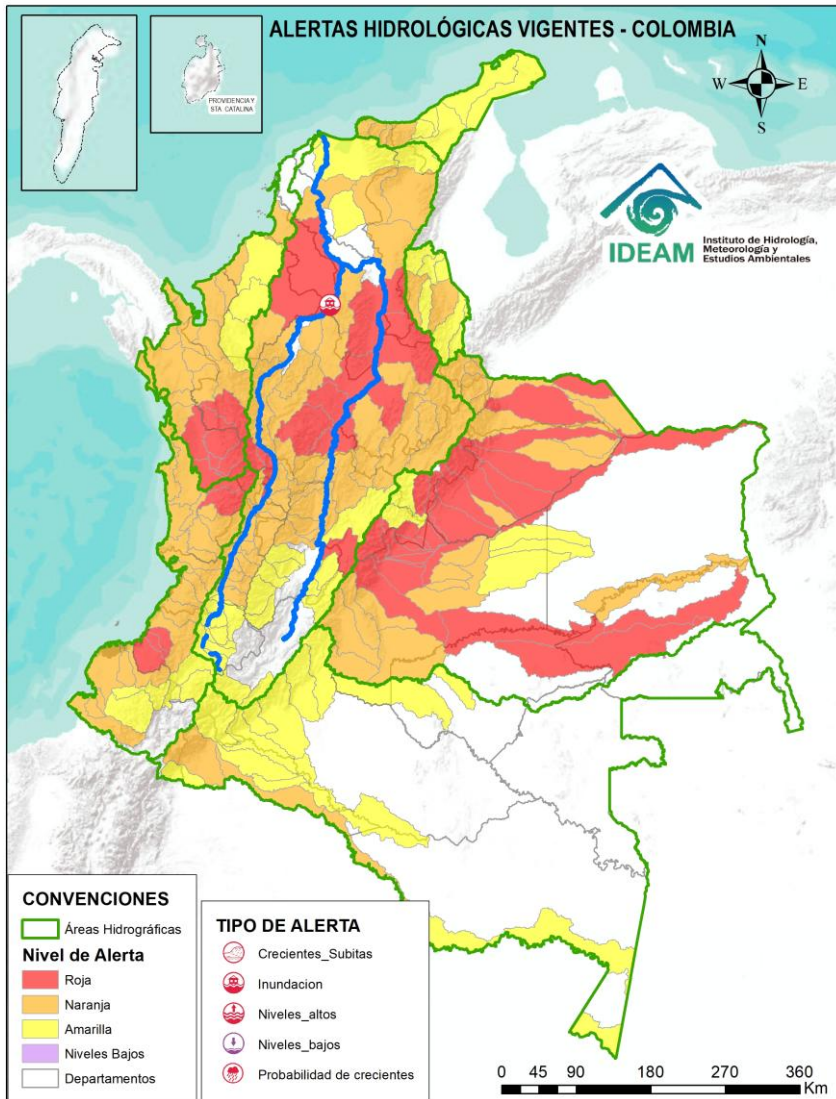 ALERTAS HIDROLÓGICAS VIGENTES - COLOMBIA
PROVIDENCIA Y
STA. CATALINA
N
W
E
S
IDEAM
Instituto de Hidrología,
Meteorología y
Estudios Ambientales
CONVENCIONES
Áreas Hidrográficas
Nivel de Alerta
Roja
Naranja
Amarilla
Niveles Bajos
Departamentos
TIPO DE ALERTA
Crecientes_Subitas
Inundacion
Niveles_altos
Niveles_bajos
Probabilidad de crecientes
0 45 90 180 270 360
Km